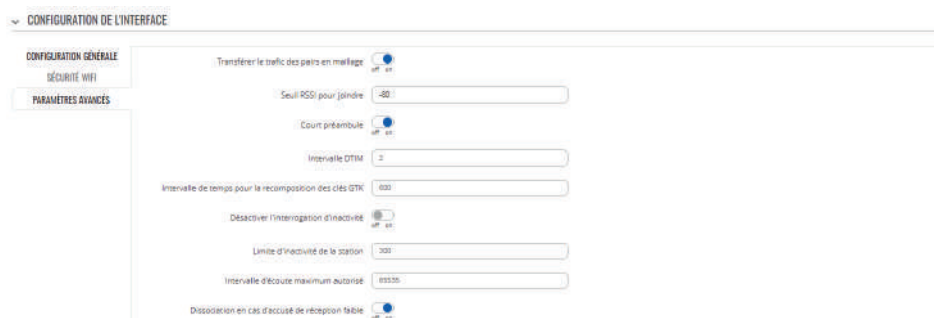 CONFIGURATION DE L'INTERFACE
CONFIGURATION GÉNÉRALE
SÉCURITÉ WIFI
PARAMÈTRES AVANCÉS
Transférer le trafic des pairs en maillage off on
Seuil RSSI pour joindre -80
Court préambule off on
Intervalle DTIM 2
Intervalle de temps pour la recomposition des clés GTK 600
Désactiver l'interrogation d'inactivité off on
Limite d'inactivité de la station 300
Intervalle d'écoute maximum autorisé 65535
Dissociation en cas d'accusé de réception faible off on